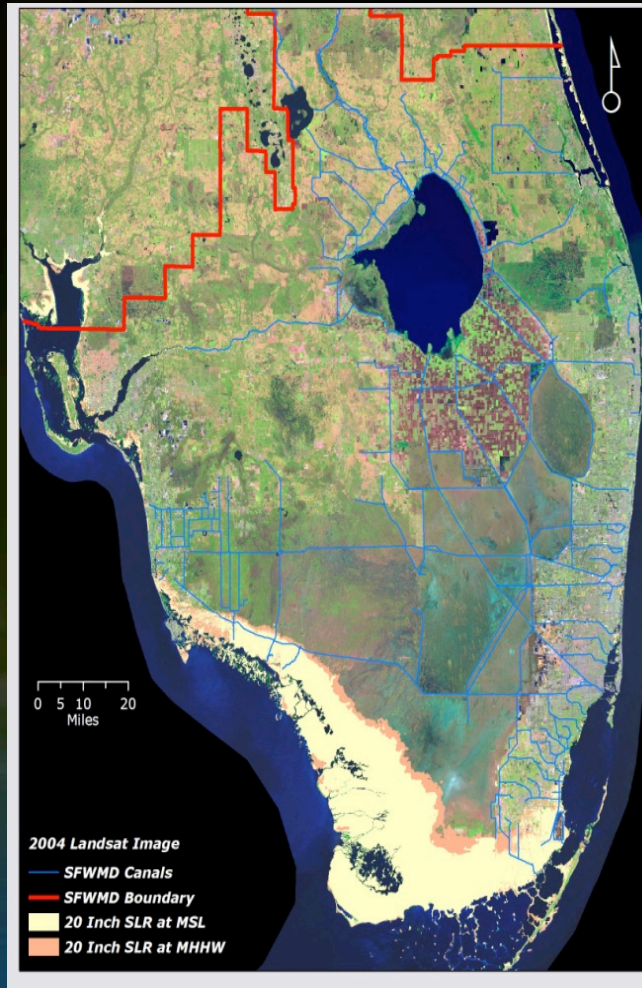 0 5 10 20
Miles
2004 Landsat Image
SFWMD Canals
SFWMD Boundary
20 Inch SLR at MSL
20 Inch SLR at MHHW